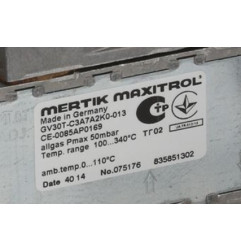 MERTIK MAXITROL
Made in Germany
GV30T-C3A7A2K0-013
CE-0085AP0169
allgas Pmax 50mbar
Temp. range 100...340°C TГ02
amb.temp.0...110°C
Date 40 14 No.075176 835851302